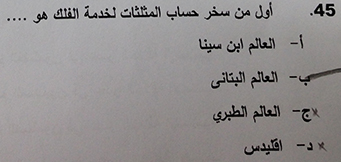 45. أول من سخر حساب المثلثات لخدمة الفلك هو ....
أ- العالم ابن سينا
ب- العالم البتانى
ج- العالم الطبري
د- اقليدس